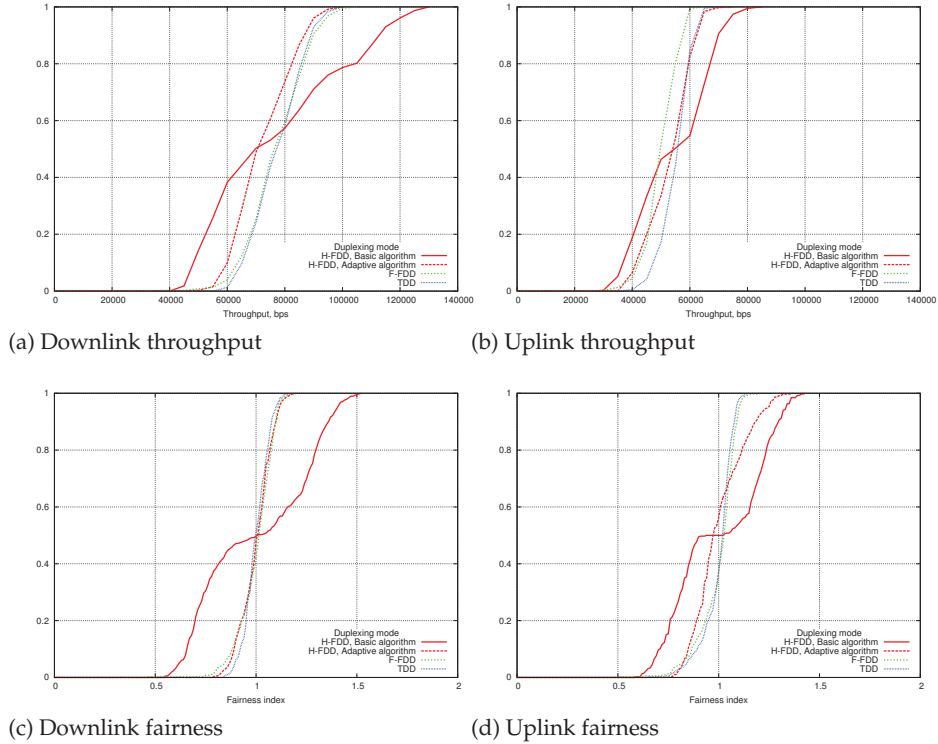 1
0.8
0.6
0.4
0.2
0
0 20000 40000 60000 80000 100000 120000 140000
Throughput, bps
Duplexing mode
H-FDD, Basic algorithm
H-FDD, Adaptive algorithm
F-FDD
TDD
(a) Downlink throughput
1
0.8
0.6
0.4
0.2
0
0 20000 40000 60000 80000 100000 120000 140000
Throughput, bps
Duplexing mode
H-FDD, Basic algorithm
H-FDD, Adaptive algorithm
F-FDD
TDD
(b) Uplink throughput
1
0.8
0.6
0.4
0.2
0
0 0.5 1 1.5 2
Fairness index
Duplexing mode
H-FDD, Basic algorithm
H-FDD, Adaptive algorithm
F-FDD
TDD
(c) Downlink fairness
1
0.8
0.6
0.4
0.2
0
0 0.5 1 1.5 2
Fairness index
Duplexing mode
H-FDD, Basic algorithm
H-FDD, Adaptive algorithm
F-FDD
TDD
(d) Uplink fairness